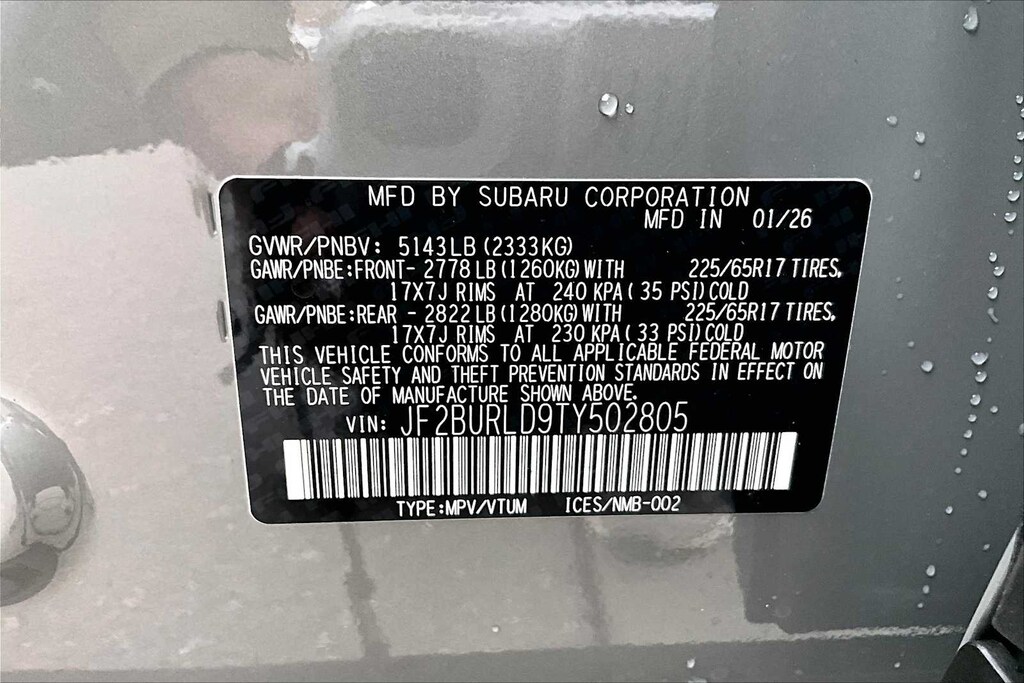 MFD BY SUBARU CORPORATION
MFD IN 01/26
GVWR/PNBV: 5143LB (2333KG)
GAWR/PNBE:FRONT- 2778 LB (1260KG) WITH 225/65R17 TIRES,
17X7J RIMS AT 240 KPA ( 35 PSI) COLD
GAWR/PNBE:REAR - 2822 LB (1280KG) WITH 225/65R17 TIRES,
17X7J RIMS AT 230 KPA ( 33 PSI) COLD
THIS VEHICLE CONFORMS TO ALL APPLICABLE FEDERAL MOTOR
VEHICLE SAFETY AND THEFT PREVENTION STANDARDS IN EFFECT ON
THE DATE OF MANUFACTURE SHOWN ABOVE.
VIN: JF2BURLD9TY502805
TYPE:MPV/VTUM ICES/NMB-002